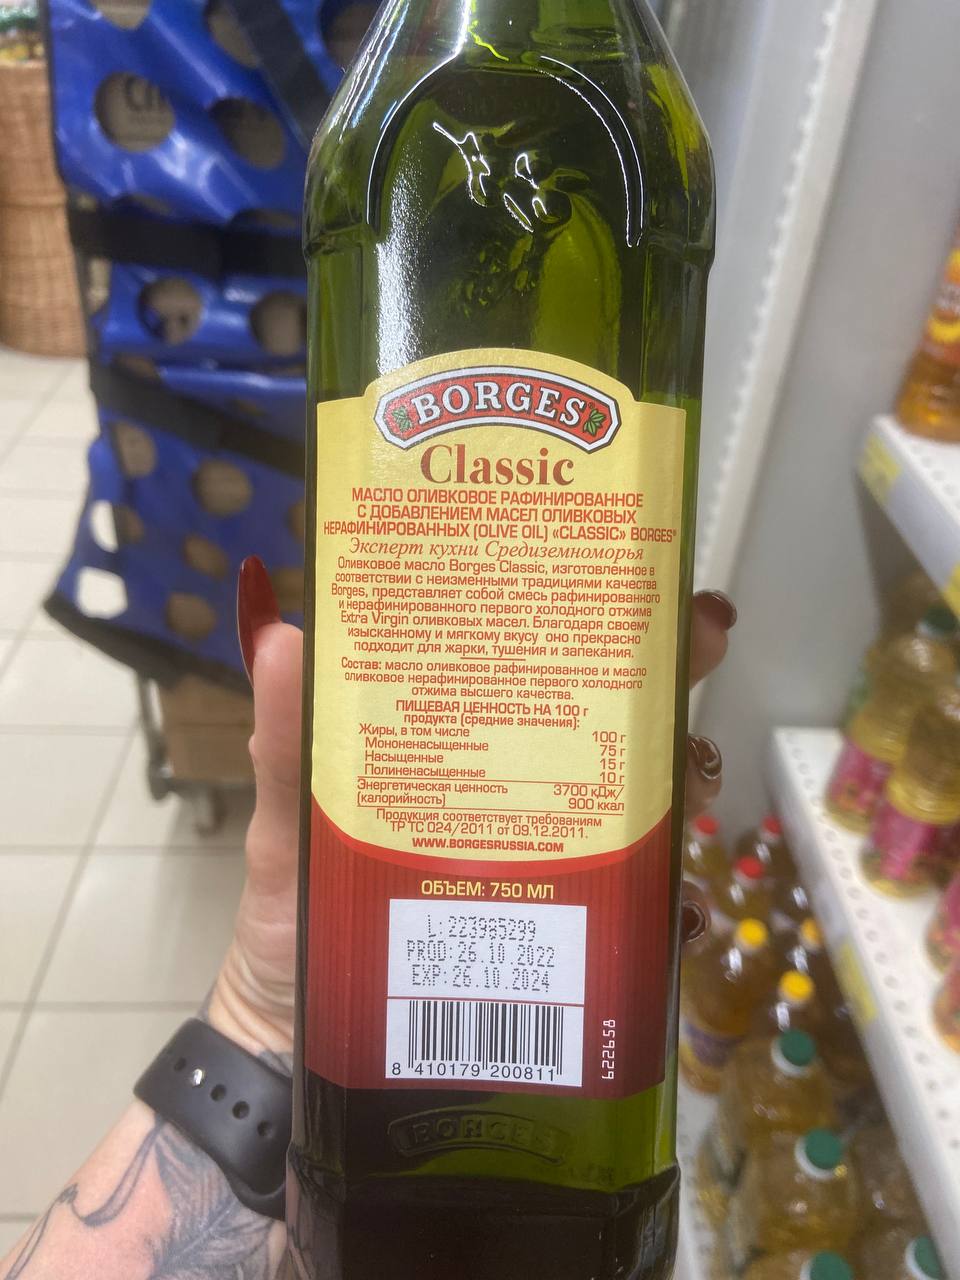 BORGES
Classic
МАСЛО ОЛИВКОВОЕ РАФИНИРОВАННОЕ
С ДОБАВЛЕНИЕМ МАСЕЛ ОЛИВКОВЫХ
НЕРАФИНИРОВАННЫХ (OLIVE OIL) «CLASSIC» BORGES®
Эксперт кухни Средиземноморья
Оливковое масло Borges Classic, изготовленное в
соответствии с неизменными традициями качества
Borges, представляет собой смесь рафинированного
и нерафинированного первого холодного отжима
Extra Virgin оливковых масел. Благодаря своему
изысканному и мягкому вкусу оно прекрасно
подходит для жарки, тушения и запекания.
Состав: масло оливковое рафинированное и масло
оливковое нерафинированное первого холодного
отжима высшего качества.
ПИЩЕВАЯ ЦЕННОСТЬ НА 100 г
продукта (средние значения):
Жиры, в том числе 100 г
Мононенасыщенные 75 г
Насыщенные 15 г
Полиненасыщенные 10 г
Энергетическая ценность 3700 кДж/
(калорийность) 900 ккал
Продукция соответствует требованиям
ТР ТС 024/2011 от 09.12.2011.
WWW.BORGESRUSSIA.COM
ОБЪЕМ: 750 МЛ
L:223985299
PROD:26.10.2022
EXP:26.10.2024
8 410179 200811
622658
BORGES